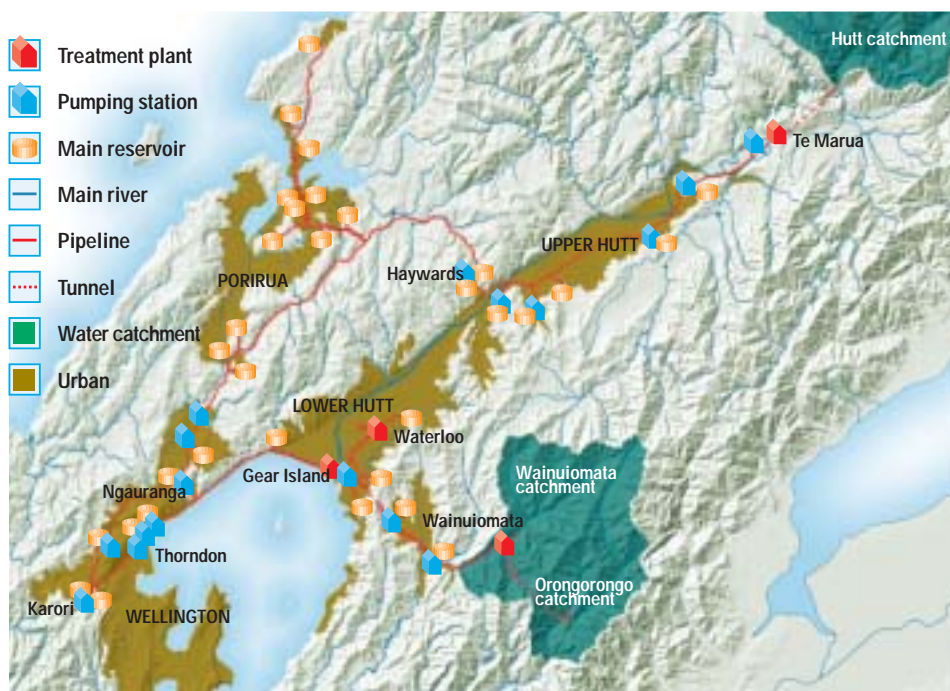 Treatment plant
Pumping station
Main reservoir
Main river
Pipeline
Tunnel
Water catchment
Urban
Hutt catchment
Te Marua
UPPER HUTT
Haywards
PORIRUA
LOWER HUTT
Waterloo
Gear Island
Wainuiomata
catchment
Ngauranga
Wainuiomata
Thorndon
Orongorongo
catchment
Karori
WELLINGTON